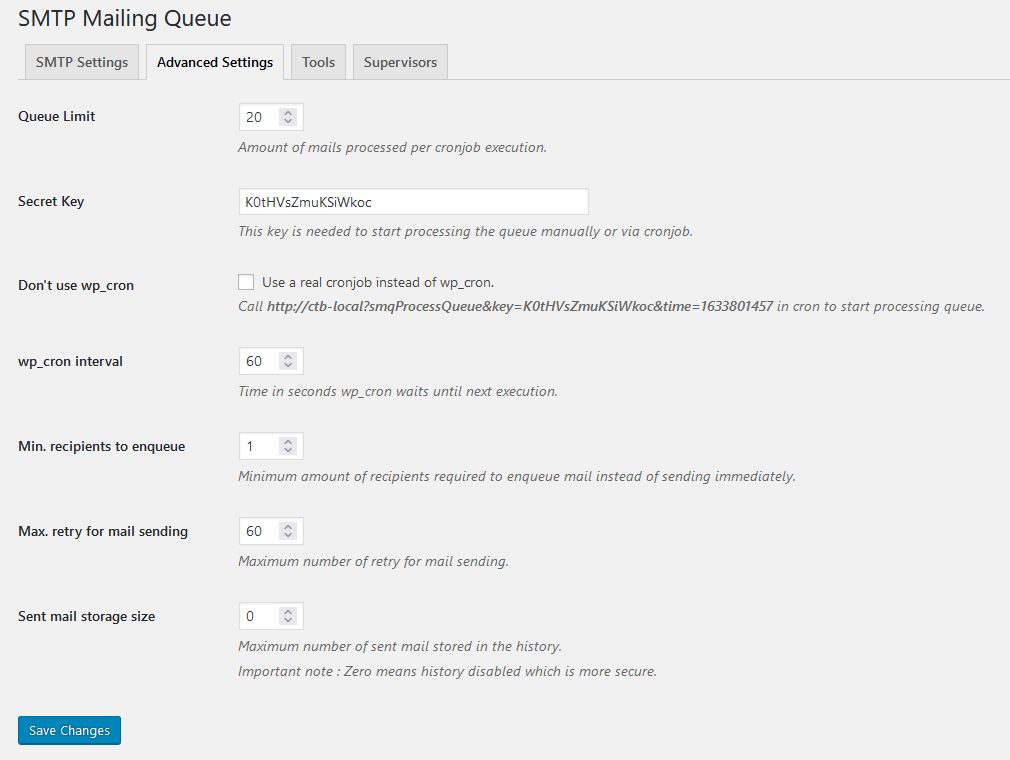 SMTP Mailing Queue
SMTP Settings
Advanced Settings
Tools
Supervisors
Queue Limit
20
Amount of mails processed per cronjob execution.
Secret Key
K0tHVsZmuKSiWkoc
This key is needed to start processing the queue manually or via cronjob.
Don't use wp_cron
Use a real cronjob instead of wp_cron.
Call http://ctb-local?smqProcessQueue&key=K0tHVsZmuKSiWkoc&time=1633801457 in cron to start processing queue.
wp_cron interval
60
Time in seconds wp_cron waits until next execution.
Min. recipients to enqueue
1
Minimum amount of recipients required to enqueue mail instead of sending immediately.
Max. retry for mail sending
60
Maximum number of retry for mail sending.
Sent mail storage size
0
Maximum number of sent mail stored in the history.
Important note : Zero means history disabled which is more secure.
Save Changes